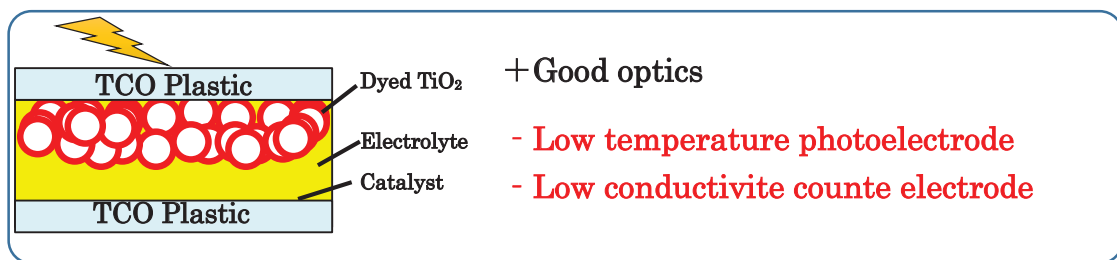 TCO Plastic
Dyed TiO₂
Electrolyte
Catalyst
TCO Plastic
+Good optics
- Low temperature photoelectrode
- Low conductivite counte electrode